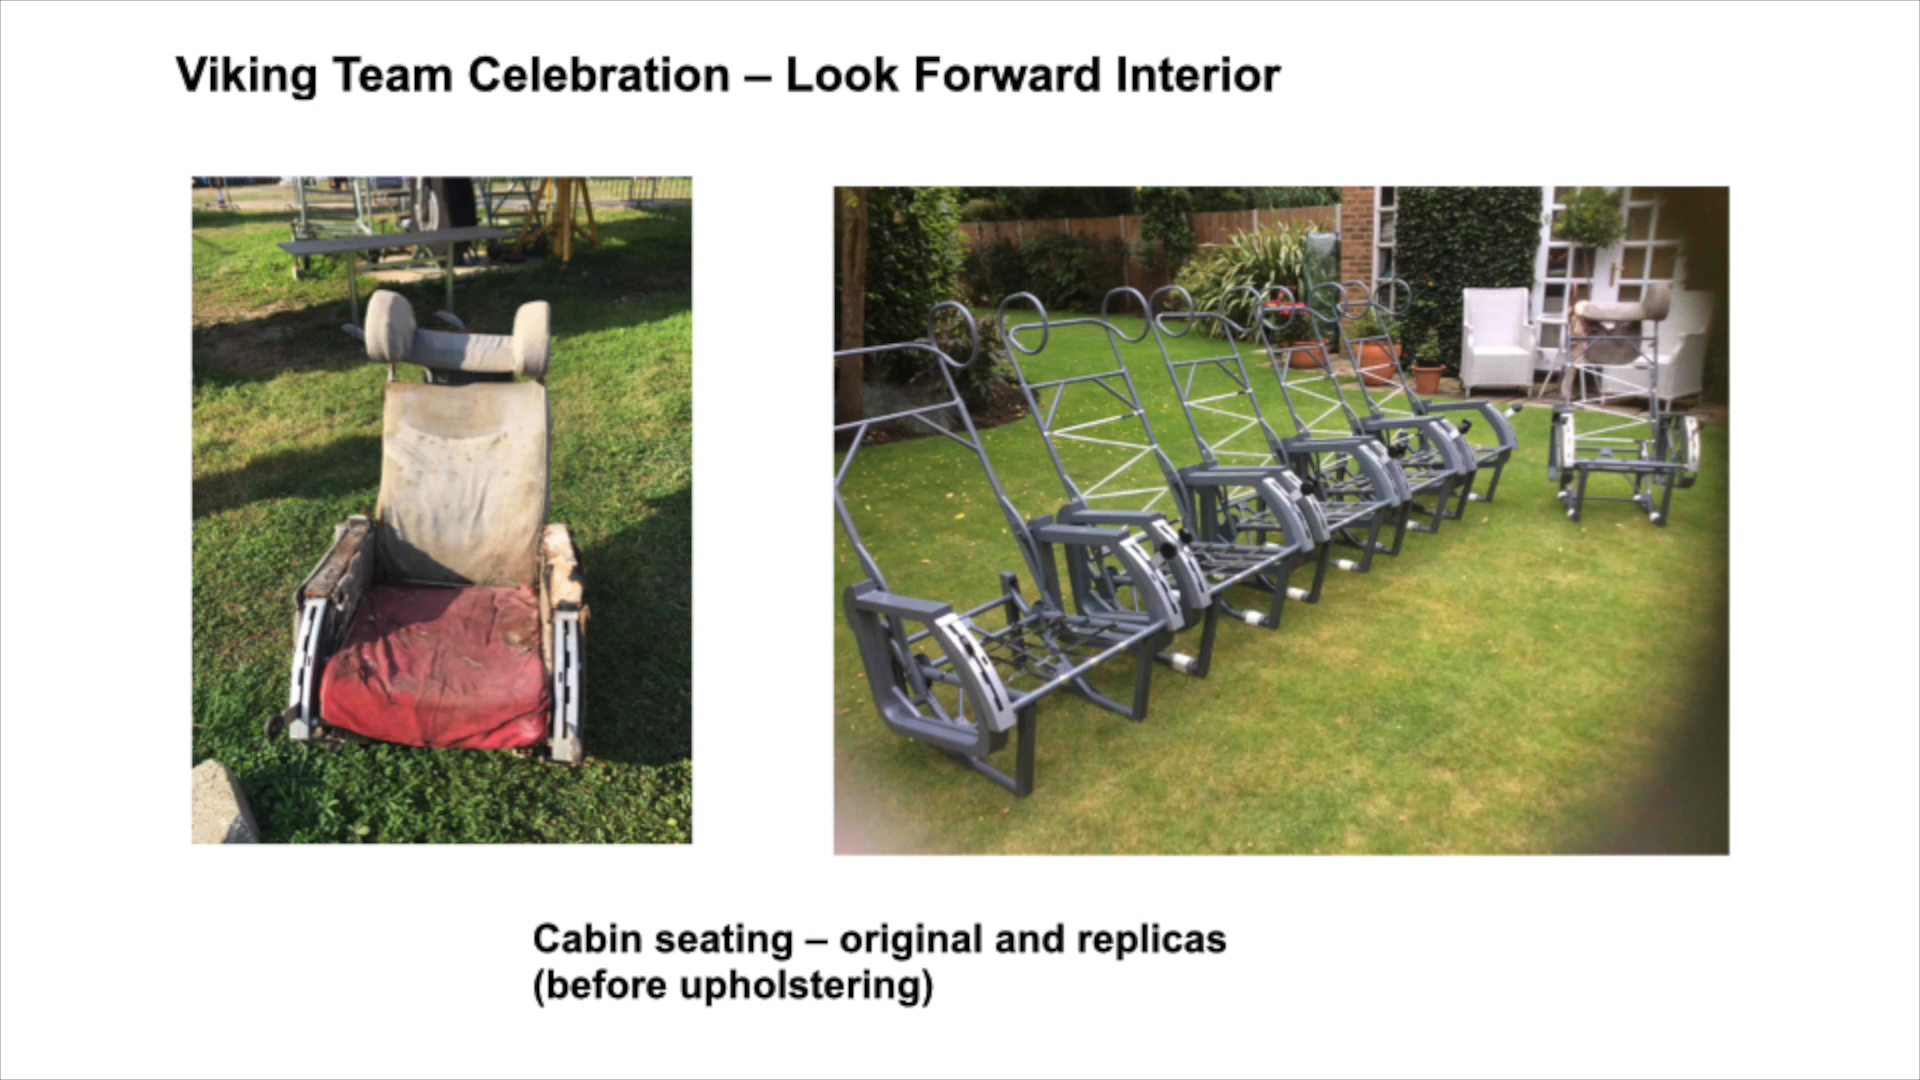 Viking Team Celebration – Look Forward Interior
Cabin seating – original and replicas
(before upholstering)